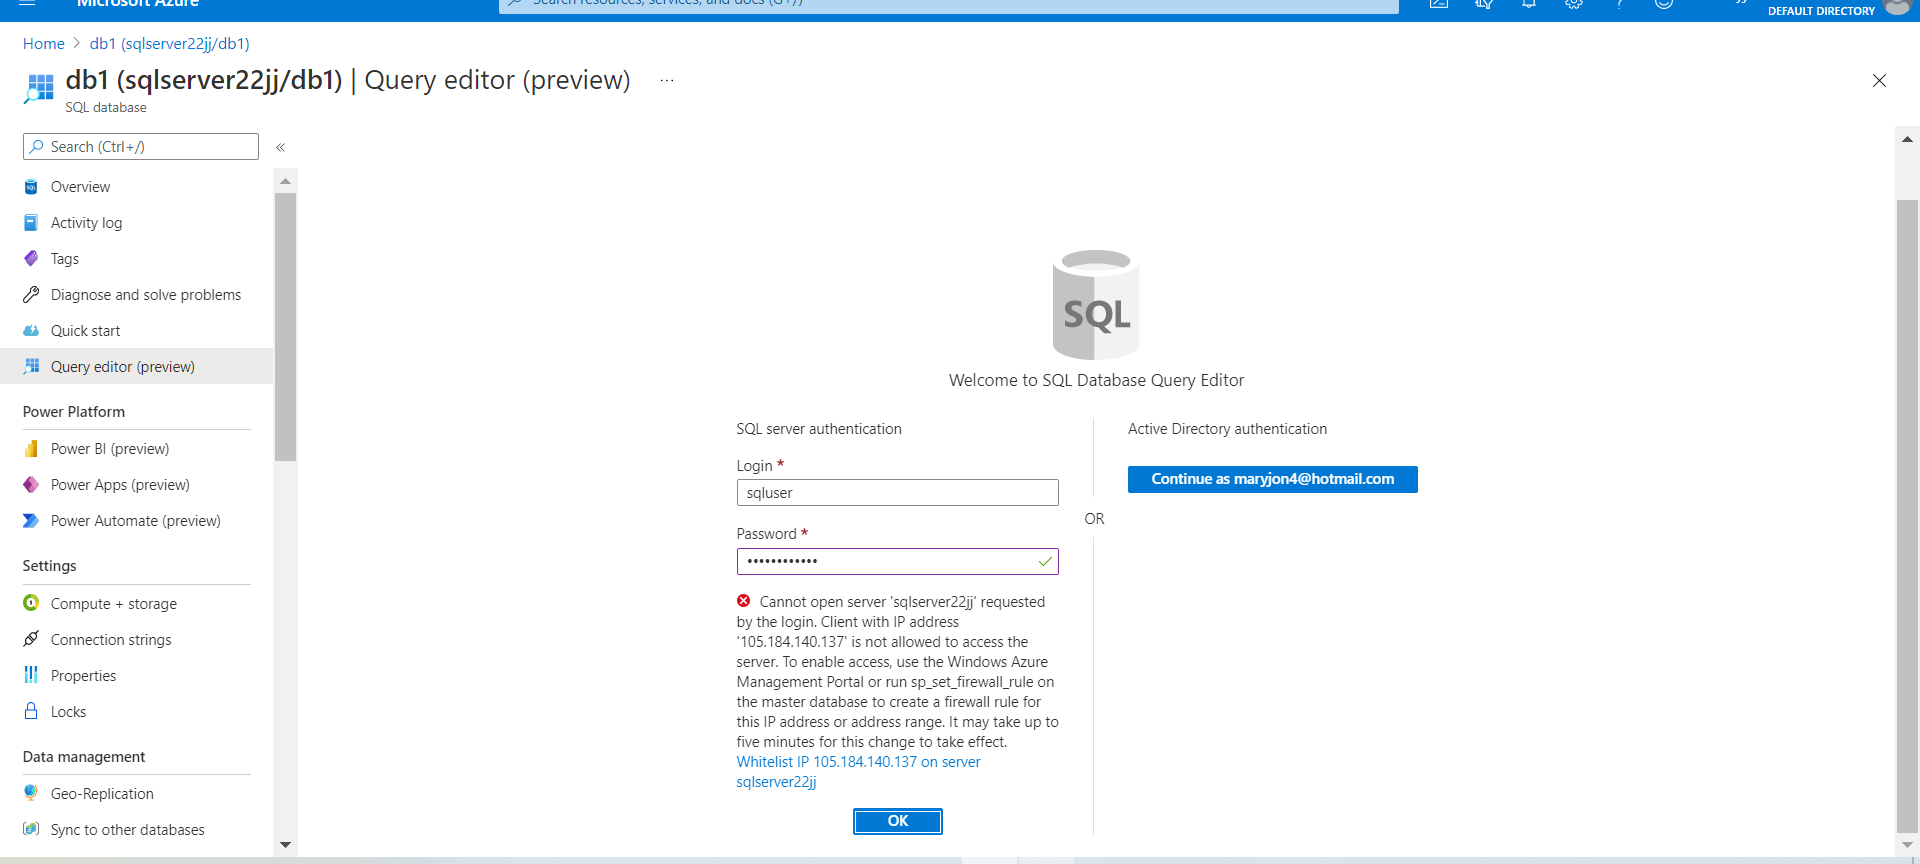 Microsoft Azure
Search resources, services, and docs (G+/)
DEFAULT DIRECTORY
Home > db1 (sqlserver22jj/db1)
db1 (sqlserver22jj/db1) | Query editor (preview) ...
SQL database
Search (Ctrl+/)
«
Overview
Activity log
Tags
Diagnose and solve problems
Quick start
Query editor (preview)
Power Platform
Power BI (preview)
Power Apps (preview)
Power Automate (preview)
Settings
Compute + storage
Connection strings
Properties
Locks
Data management
Geo-Replication
Sync to other databases
SQL
Welcome to SQL Database Query Editor
SQL server authentication
Login *
sqluser
Password *
••••••••••••
Cannot open server 'sqlserver22jj' requested
by the login. Client with IP address
'105.184.140.137' is not allowed to access the
server. To enable access, use the Windows Azure
Management Portal or run sp_set_firewall_rule on
the master database to create a firewall rule for
this IP address or address range. It may take up to
five minutes for this change to take effect.
Whitelist IP 105.184.140.137 on server
sqlserver22jj
OK
OR
Active Directory authentication
Continue as maryjon4@hotmail.com